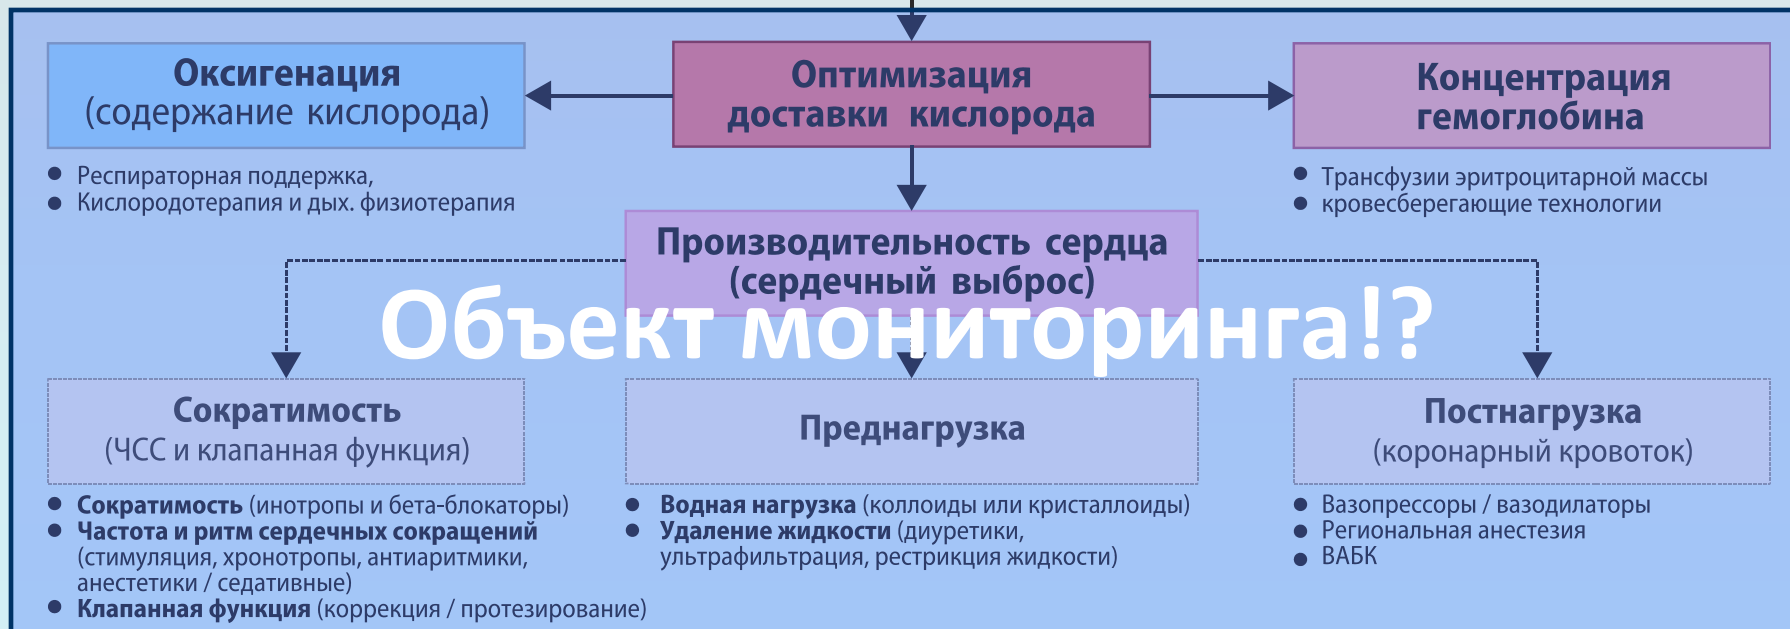 Оксигенация
(содержание кислорода)
Оптимизация
доставки кислорода
Концентрация
гемоглобина
● Респираторная поддержка,
● Кислородотерапия и дых. физиотерапия
● Трансфузии эритроцитарной массы
● кровесберегающие технологии
Производительность сердца
(сердечный выброс)
Объект мониторинга!?
Сократимость
(ЧСС и клапанная функция)
Преднагрузка
Постнагрузка
(коронарный кровоток)
● Сократимость (инотропы и бета-блокаторы)
● Частота и ритм сердечных сокращений
(стимуляция, хронотропы, антиаритмики,
анестетики / седативные)
● Клапанная функция (коррекция / протезирование)
● Водная нагрузка (коллоиды или кристаллоиды)
● Удаление жидкости (диуретики,
ультрафильтрация, рестрикция жидкости)
● Вазопрессоры / вазодилаторы
● Региональная анестезия
● ВАБК